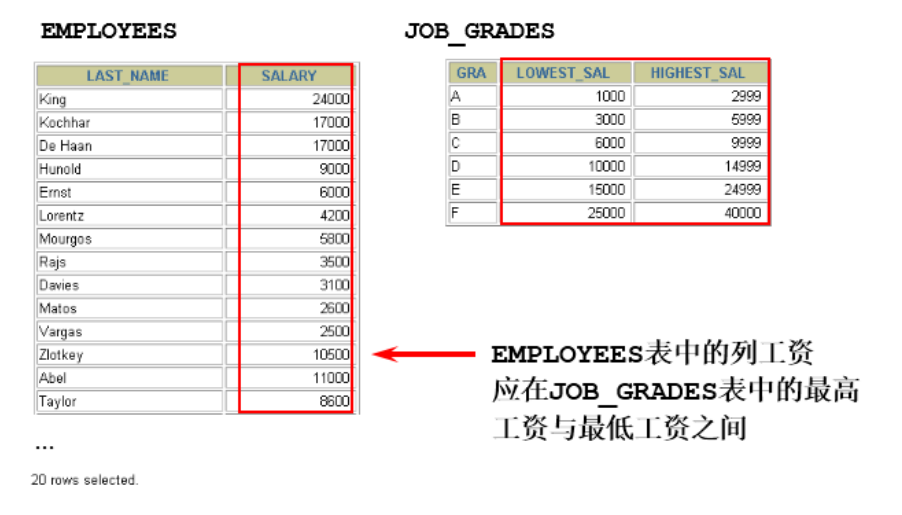 EMPLOYEES
JOB_GRADES
LAST_NAME SALARY
King 24000
Kochhar 17000
De Haan 17000
Hunold 9000
Ernst 6000
Lorentz 4200
Mourgos 5800
Rajs 3500
Davies 3100
Matos 2600
Vargas 2500
Zlotkey 10500
Abel 11000
Taylor 8600
...
20 rows selected.
GRA LOWEST_SAL HIGHEST_SAL
A 1000 2999
B 3000 5999
C 6000 9999
D 10000 14999
E 15000 24999
F 25000 40000
EMPLOYEES表中的列工资
应在JOB_GRADES表中的最高
工资与最低工资之间